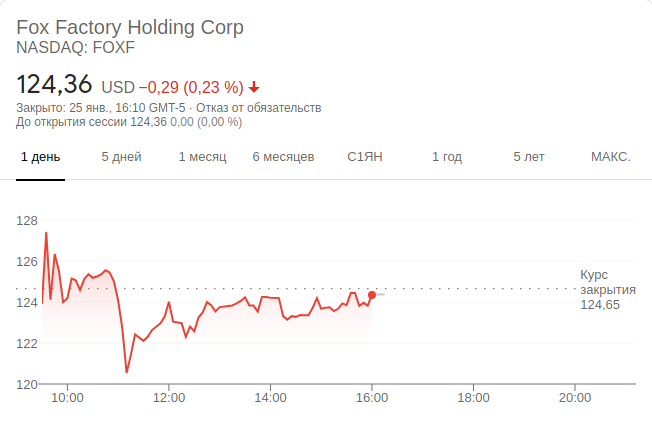 Fox Factory Holding Corp
NASDAQ: FOXF
124,36 USD −0,29 (0,23 %)
Закрыто: 25 янв., 16:10 GMT-5 · Отказ от обязательств
До открытия сессии 124,36 0,00 (0,00 %)
1 день 5 дней 1 месяц 6 месяцев С1ЯН 1 год 5 лет МАКС.
128
126
Курс
закрытия
124,65
124
122
120
10:00 12:00 14:00 16:00 18:00 20:00